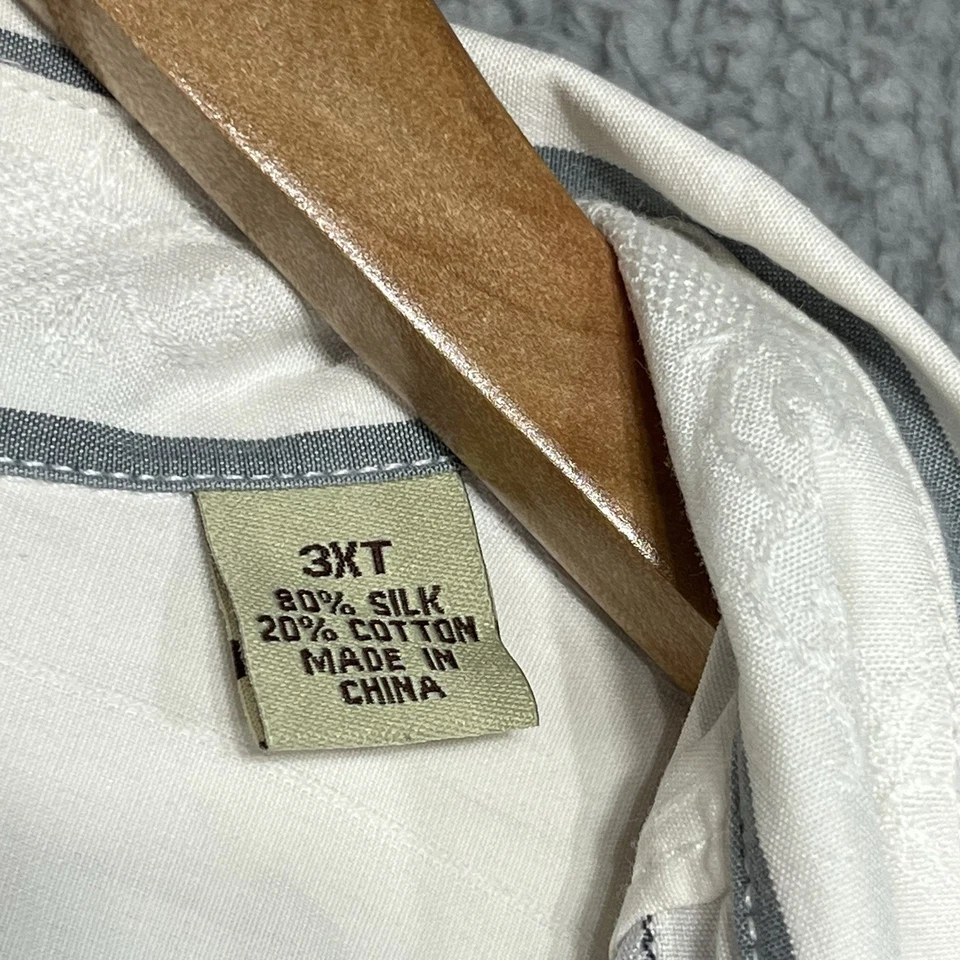 3XT
80% SILK
20% COTTON
MADE IN
CHINA